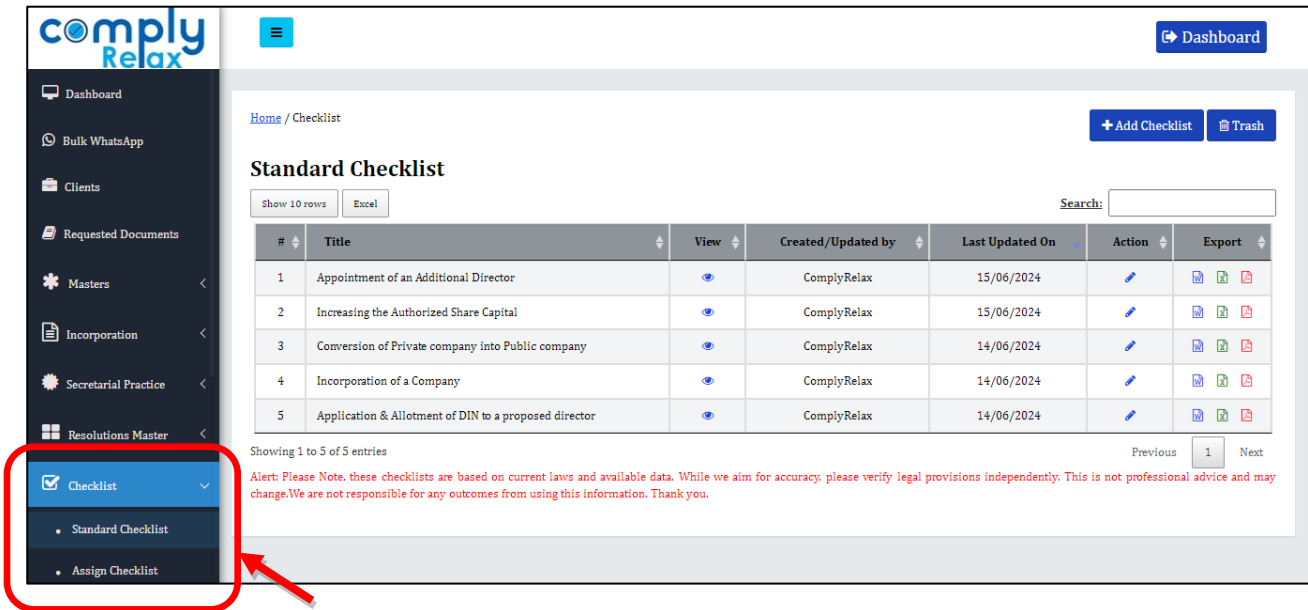 comply
Relax
Dashboard
Dashboard
Bulk WhatsApp
Clients
Requested Documents
Masters
Incorporation
Secretarial Practice
Resolutions Master
Checklist
Standard Checklist
Assign Checklist
Home / Checklist
Add Checklist
Trash
Standard Checklist
Show 10 rows
Excel
Search:
# Title View Created/Updated by Last Updated On Action Export
1 Appointment of an Additional Director ComplyRelax 15/06/2024
2 Increasing the Authorized Share Capital ComplyRelax 15/06/2024
3 Conversion of Private company into Public company ComplyRelax 14/06/2024
4 Incorporation of a Company ComplyRelax 14/06/2024
5 Application & Allotment of DIN to a proposed director ComplyRelax 14/06/2024
Showing 1 to 5 of 5 entries
Previous 1 Next
Alert: Please Note, these checklists are based on current laws and available data. While we aim for accuracy, please verify legal provisions independently. This is not professional advice and may
change.We are not responsible for any outcomes from using this information. Thank you.